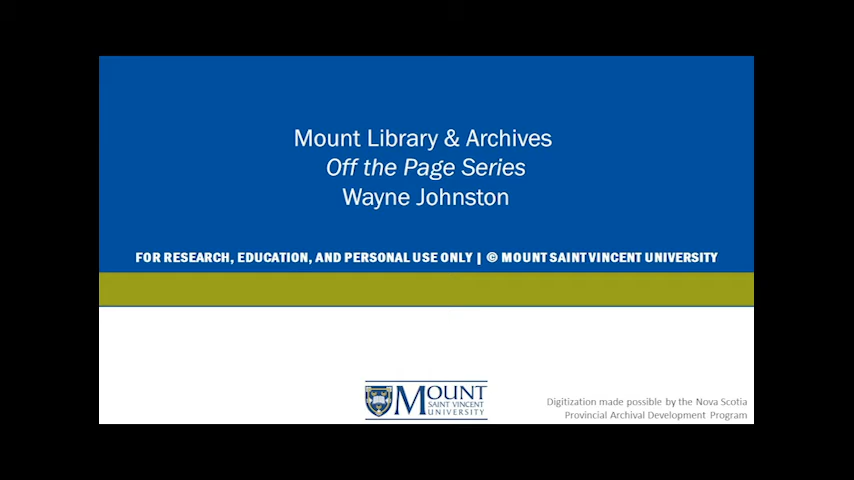 Mount Library & Archives
Off the Page Series
Wayne Johnston
FOR RESEARCH, EDUCATION, AND PERSONAL USE ONLY | © MOUNT SAINT VINCENT UNIVERSITY
MOUNT
SAINT VINCENT
UNIVERSITY
Digitization made possible by the Nova Scotia
Provincial Archival Development Program